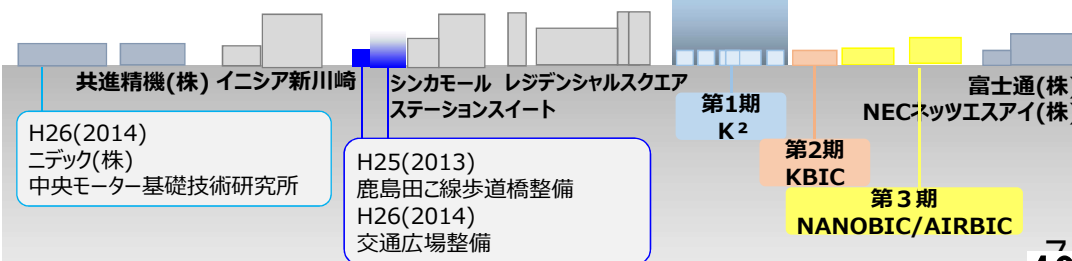 共進精機(株) イニシア新川崎
シンカモール レジデンシャルスクエア
ステーションスイート
富士通(株)
NECネッツエスアイ(株)
第1期
K²
第2期
KBIC
第３期
NANOBIC/AIRBIC
H26(2014)
ニデック(株)
中央モーター基礎技術研究所
H25(2013)
鹿島田こ線歩道橋整備
H26(2014)
交通広場整備